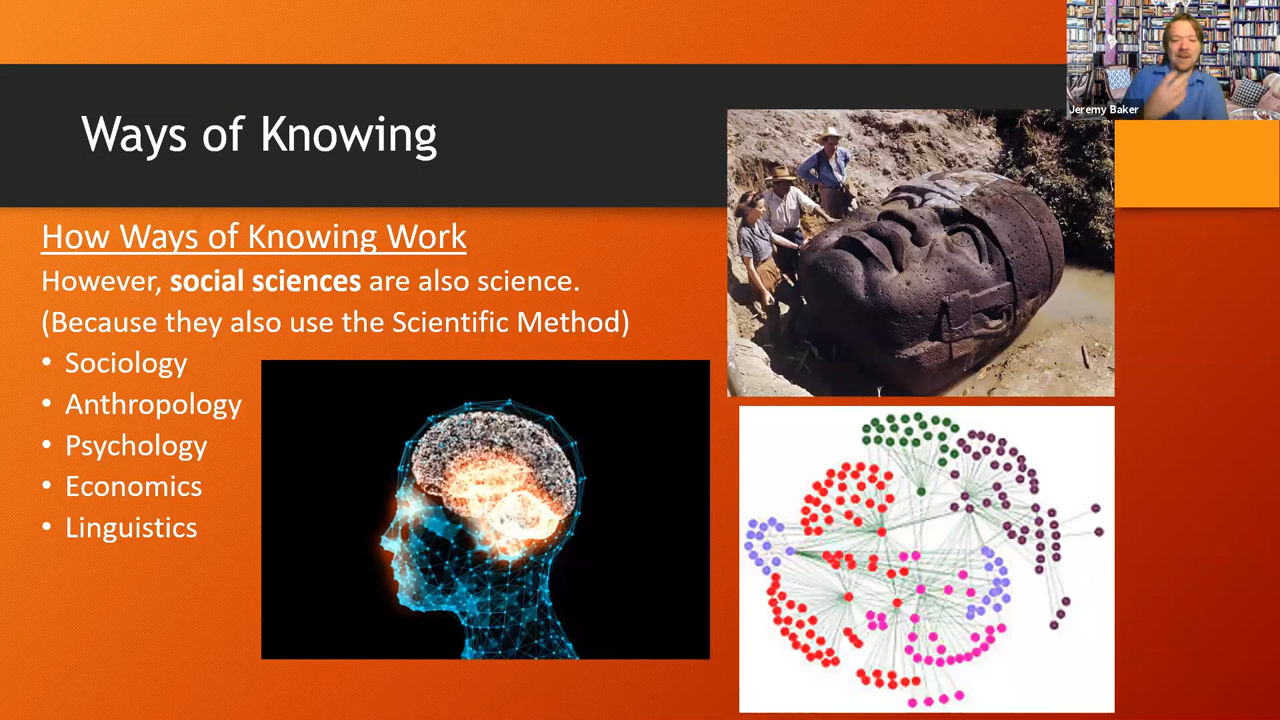 Ways of Knowing
Jeremy Baker
How Ways of Knowing Work
However, social sciences are also science.
(Because they also use the Scientific Method)
• Sociology
• Anthropology
• Psychology
• Economics
• Linguistics